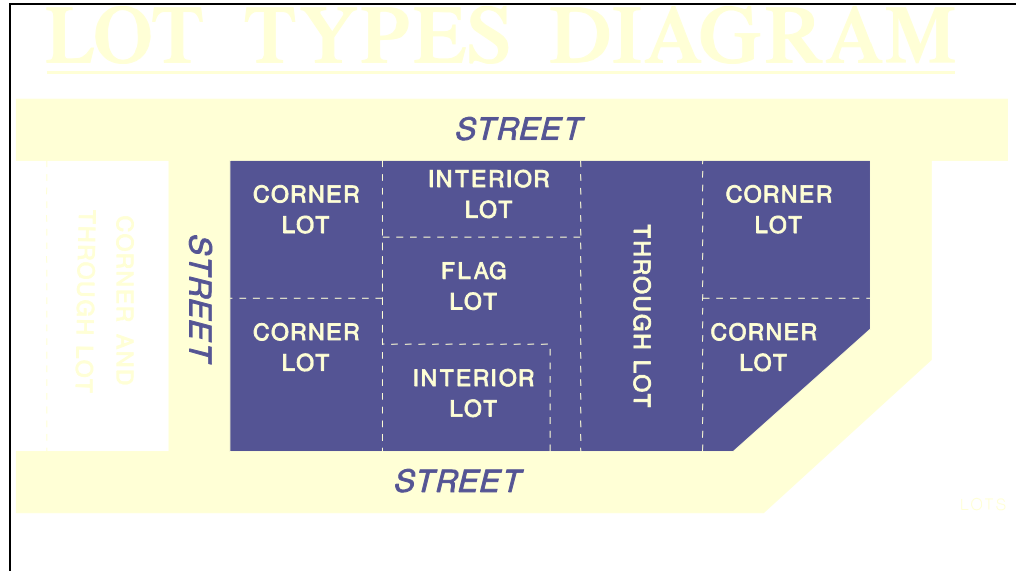 LOT TYPES DIAGRAM
STREET
CORNER AND
THROUGH LOT
STREET
CORNER
LOT
INTERIOR
LOT
THROUGH LOT
CORNER
LOT
FLAG
LOT
CORNER
LOT
INTERIOR
LOT
CORNER
LOT
STREET
LOTS